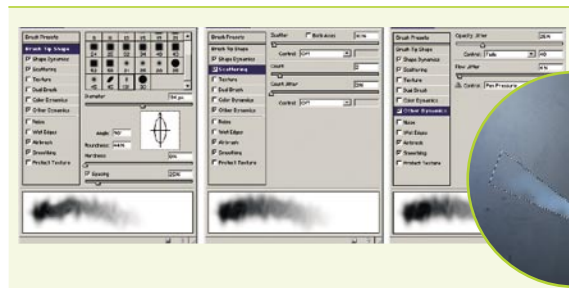 Brush Presets
Brush Tip Shape
Shape Dynamics
Scattering
Texture
Dual Brush
Color Dynamics
Other Dynamics
Noise
Wet Edges
Airbrush
Smoothing
Protect Texture
Diameter
Angle: 90°
Roundness: 44%
Hardness 0%
Spacing
Brush Presets
Brush Tip Shape
Shape Dynamics
Scattering
Texture
Dual Brush
Color Dynamics
Other Dynamics
Noise
Wet Edges
Airbrush
Smoothing
Protect Texture
Scatter Both Axes
Control: Off
Count
Count Jitter
Control: Off
Brush Presets
Brush Tip Shape
Shape Dynamics
Scattering
Texture
Dual Brush
Color Dynamics
Other Dynamics
Noise
Wet Edges
Airbrush
Smoothing
Protect Texture
Opacity Jitter
Control: Fade
Flow Jitter
Control: Pen Pressure